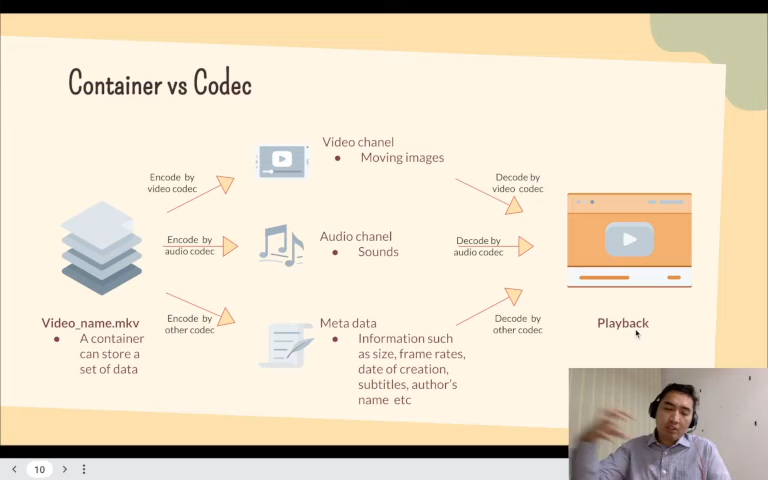 Container vs Codec
Video chanel
● Moving images
Encode by
video codec
Decode by
video codec
Audio chanel
● Sounds
Encode by
audio codec
Decode by
audio codec
Video_name.mkv
● A container
can store a
set of data
Encode by
other codec
Meta data
● Information such
as size, frame rates,
date of creation,
subtitles, author's
name etc
Decode by
other codec
Playback
10